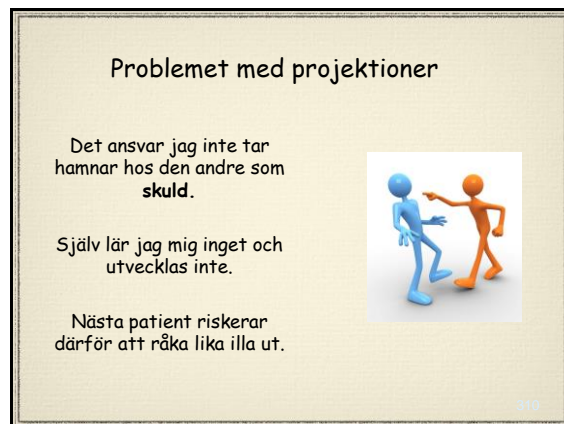 Problemet med projektioner
Det ansvar jag inte tar
hamnar hos den andre som
skuld.
Själv lär jag mig inget och
utvecklas inte.
Nästa patient riskerar
därför att råka lika illa ut.